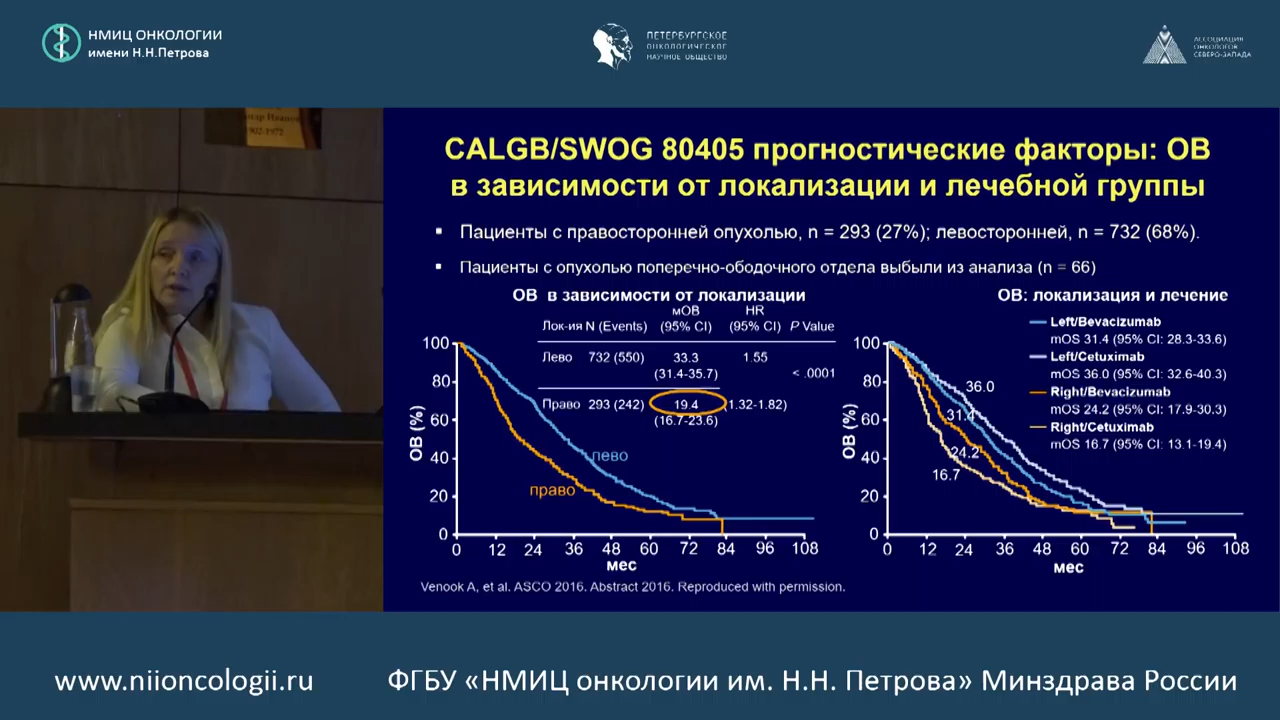 НМИЦ ОНКОЛОГИИ
имени Н.Н.Петрова
ПЕТЕРБУРГСКОЕ
ОНКОЛОГИЧЕСКОЕ
НАУЧНОЕ ОБЩЕСТВО
АССОЦИАЦИЯ
ОНКОЛОГОВ
СЕВЕРО-ЗАПАДА
1902-1972
CALGB/SWOG 80405 прогностические факторы: ОВ
в зависимости от локализации и лечебной группы
▪ Пациенты с правосторонней опухолью, n = 293 (27%); левосторонней, n = 732 (68%).
▪ Пациенты с опухолью поперечно-ободочного отдела выбыли из анализа (n = 66)
ОВ в зависимости от локализации
мОВ HR
Лок-ия N (Events) (95% CI) (95% CI) P Value
Лево 732 (550) 33.3 1.55
(31.4-35.7)
< .0001
Право 293 (242) 19.4 (1.32-1.82)
(16.7-23.6)
ОВ (%)
100
80
60
40
20
0
лево
право
0 12 24 36 48 60 72 84 96 108
мес
ОВ: локализация и лечение
Left/Bevacizumab
mOS 31.4 (95% CI: 28.3-33.6)
Left/Cetuximab
mOS 36.0 (95% CI: 32.6-40.3)
Right/Bevacizumab
mOS 24.2 (95% CI: 17.9-30.3)
Right/Cetuximab
mOS 16.7 (95% CI: 13.1-19.4)
ОВ (%)
100
80
60
40
20
0
36.0
31.4
24.2
16.7
0 12 24 36 48 60 72 84 96 108
мес
Venook A, et al. ASCO 2016. Abstract 2016. Reproduced with permission.
www.niioncologii.ru
ФГБУ «НМИЦ онкологии им. Н.Н. Петрова» Минздрава России